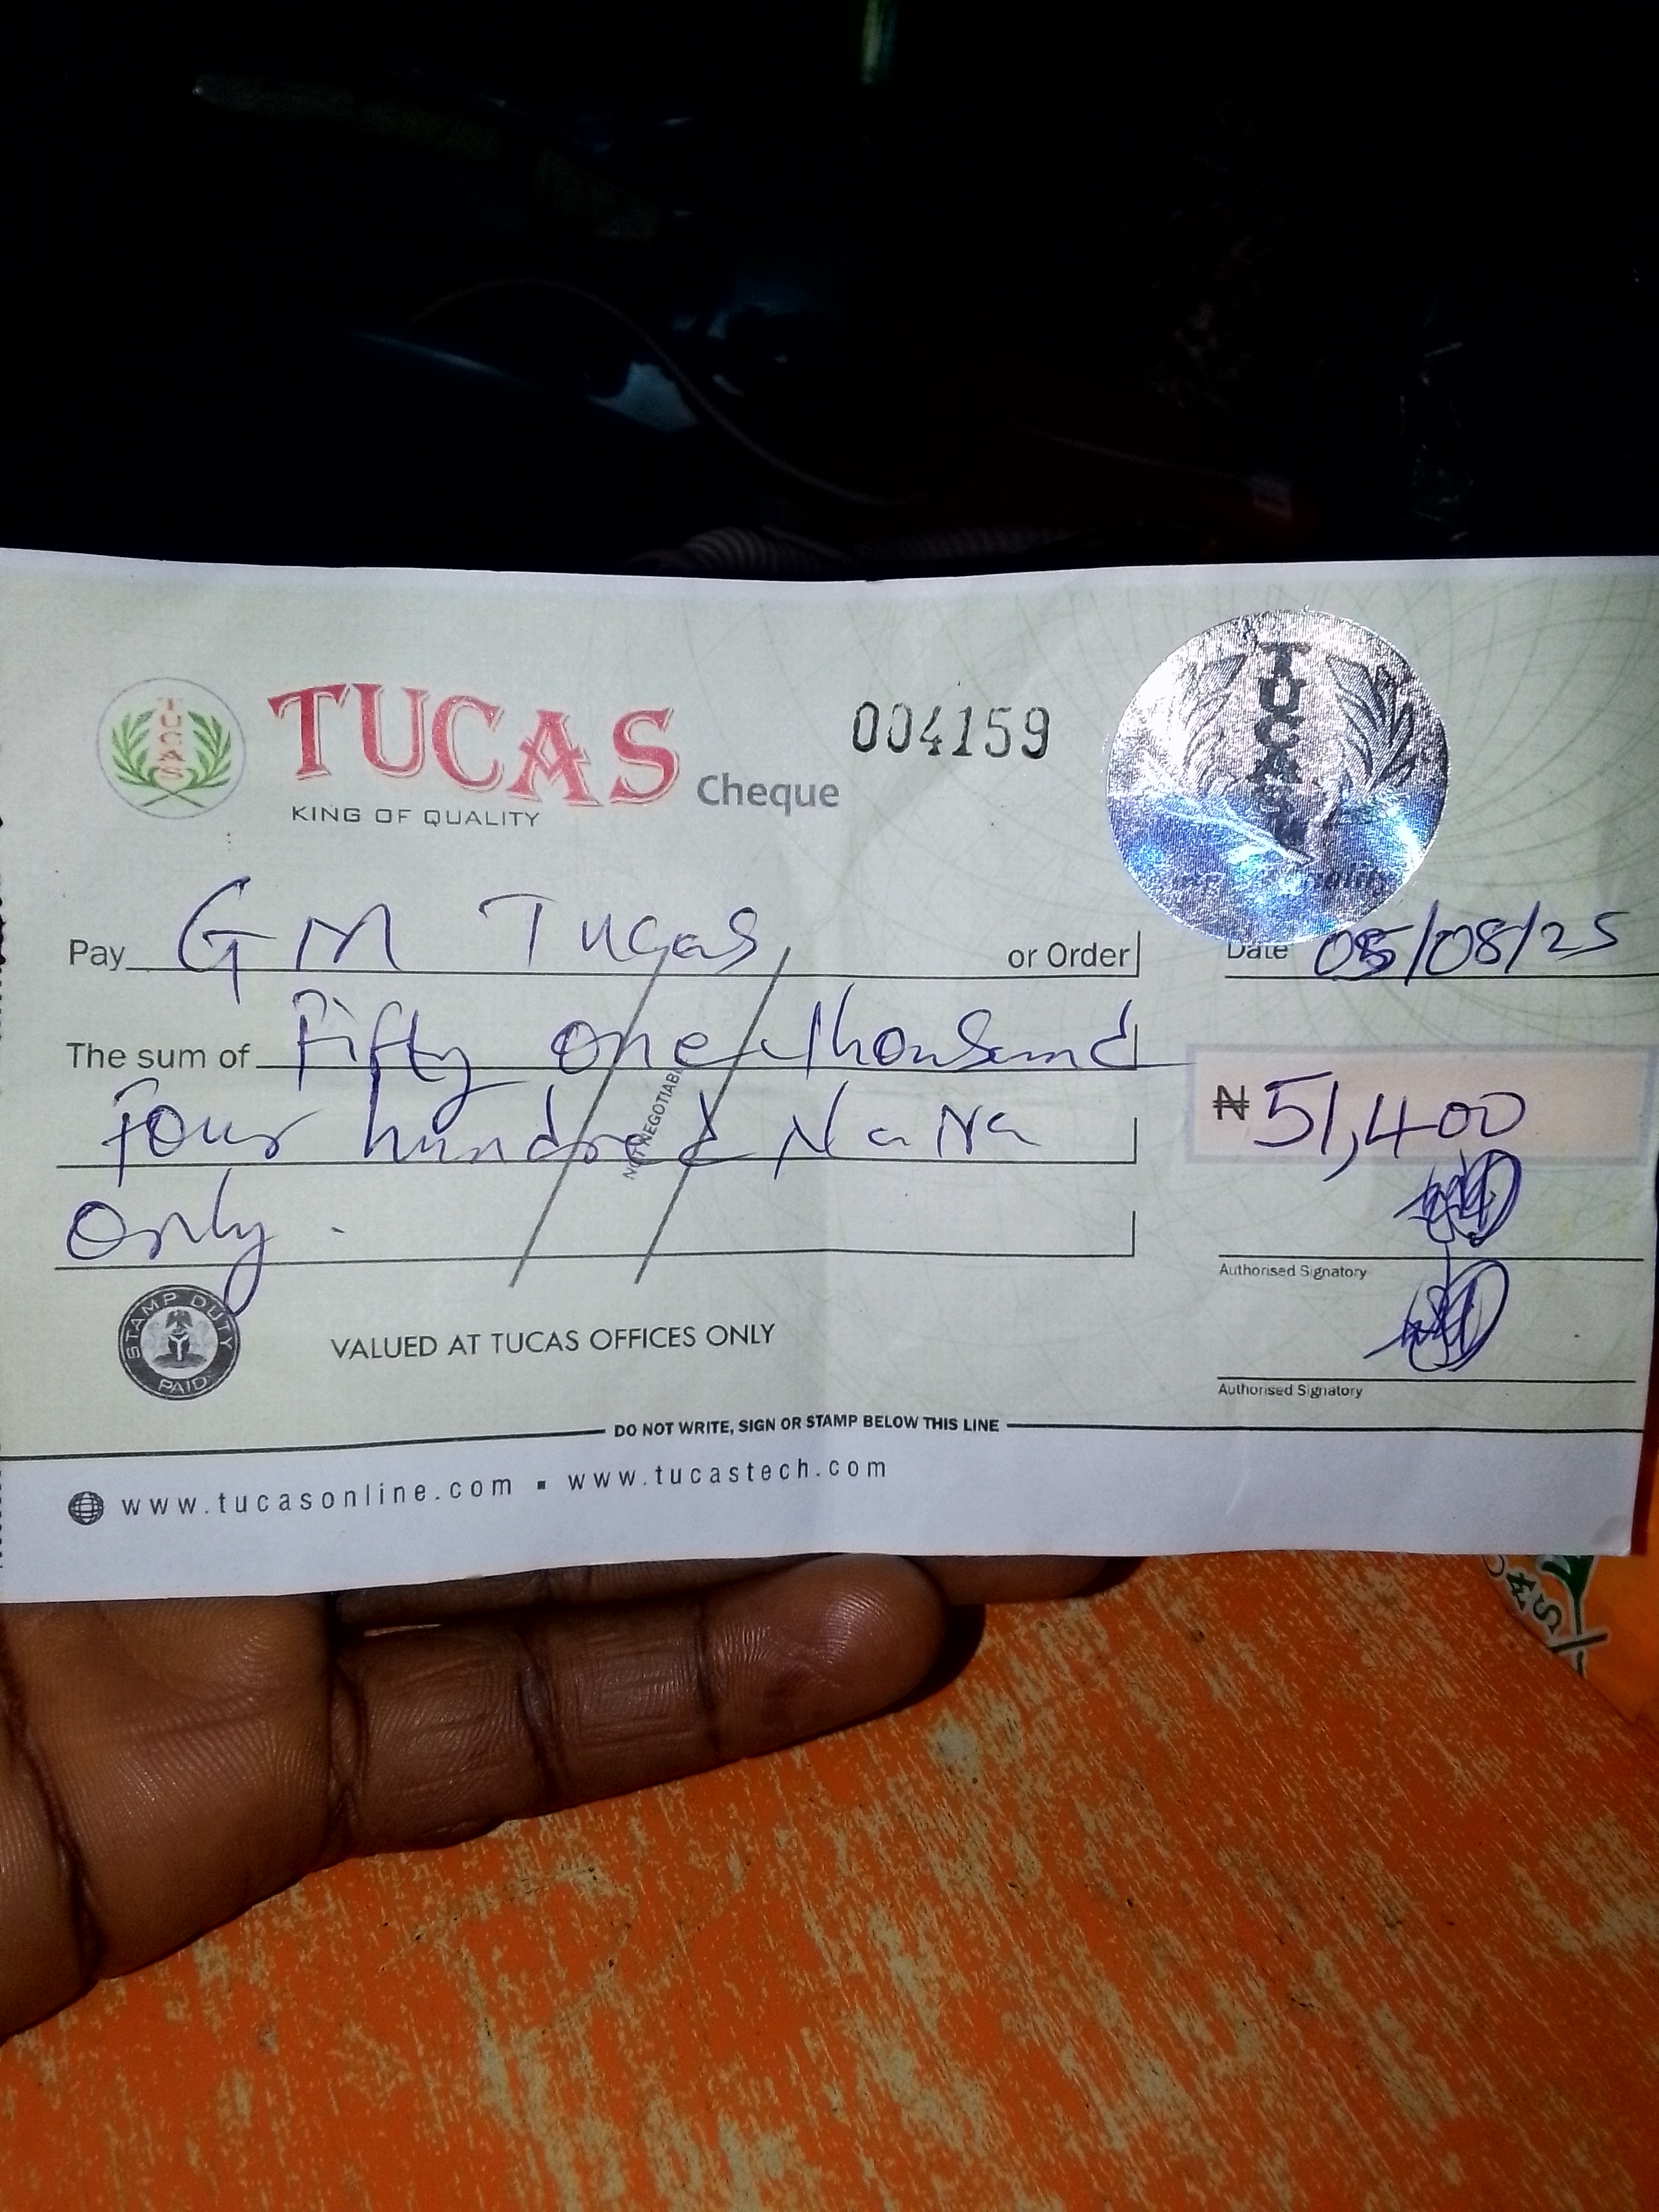 TUCAS
TUCAS Cheque
004159
TUCAS
KING OF QUALITY
Pay G M Tucas or Order
Date 05/08/25
The sum of Fifty one thousand
four hundred Naira
₦ 51,400
only.
NOT NEGOTIABLE
Authorised Signatory
STAMP DUTY
PAID
VALUED AT TUCAS OFFICES ONLY
Authorised Signatory
DO NOT WRITE, SIGN OR STAMP BELOW THIS LINE
www.tucasonline.com ▪ www.tucastech.com